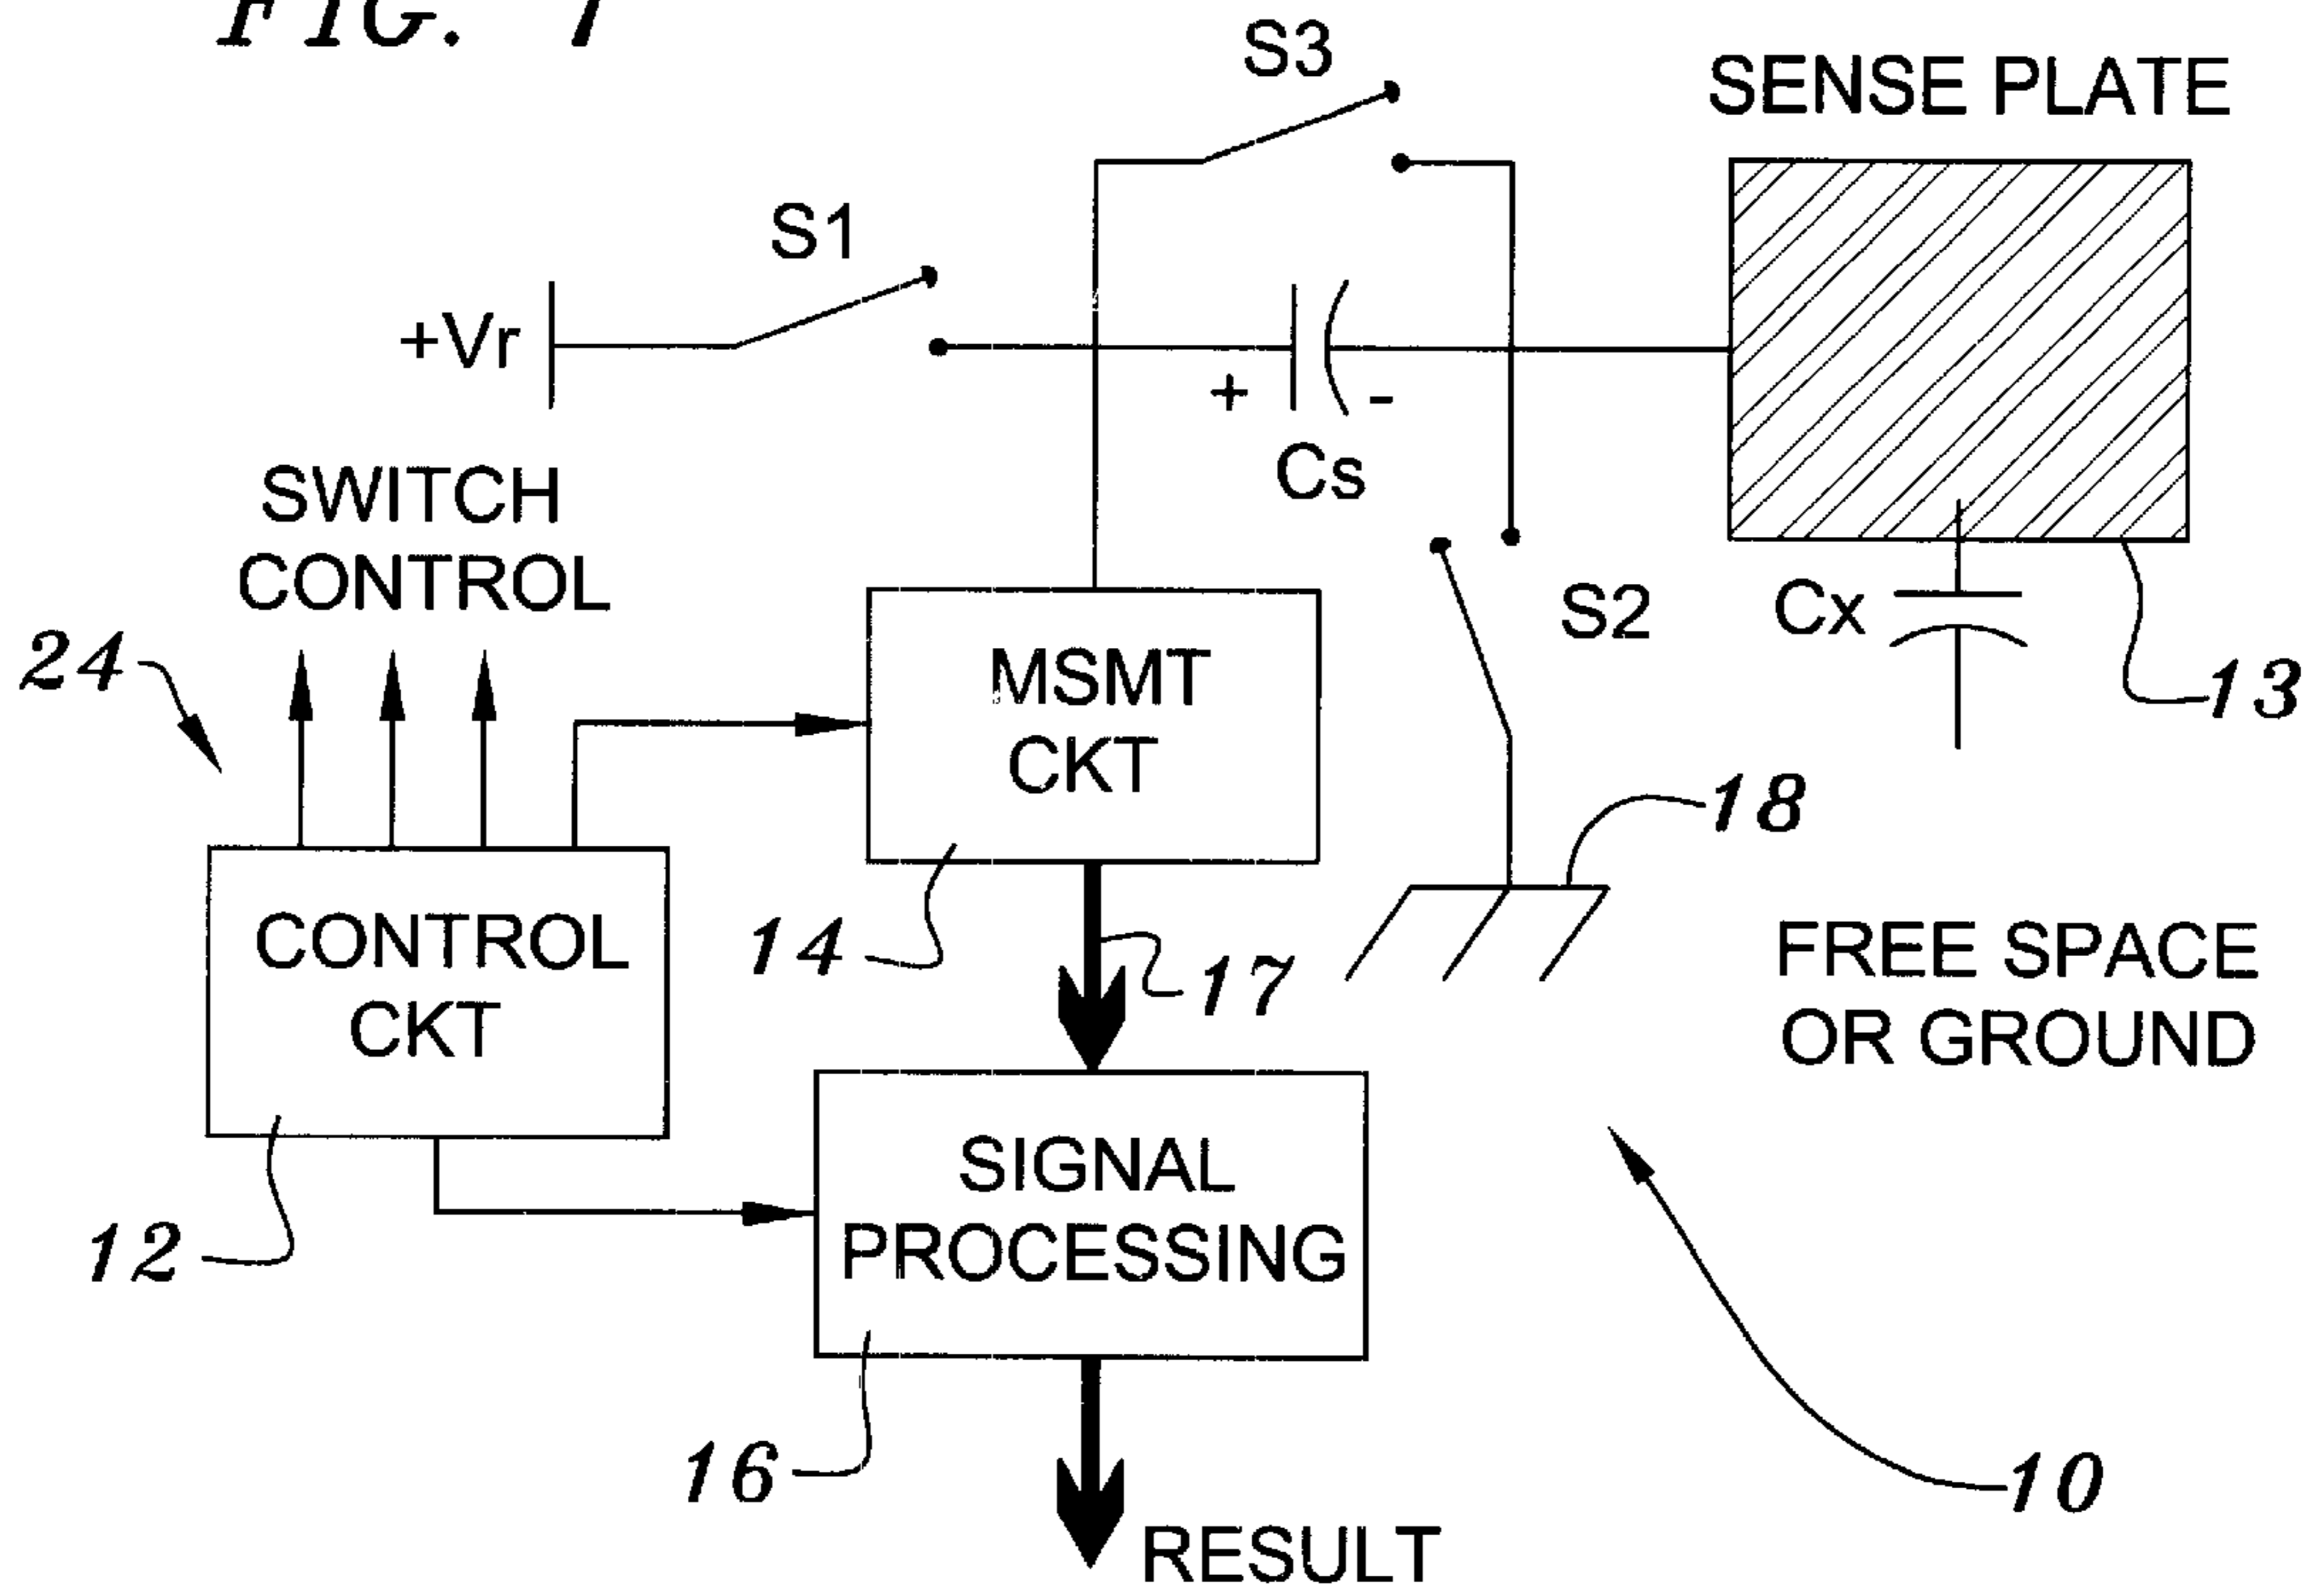 FIG. 1
S3
SENSE PLATE
S1
+Vr
+
-
Cs
SWITCH
CONTROL
24
S2
Cx
13
MSMT
CKT
18
14
17
CONTROL
CKT
FREE SPACE
OR GROUND
12
SIGNAL
PROCESSING
16
10
RESULT